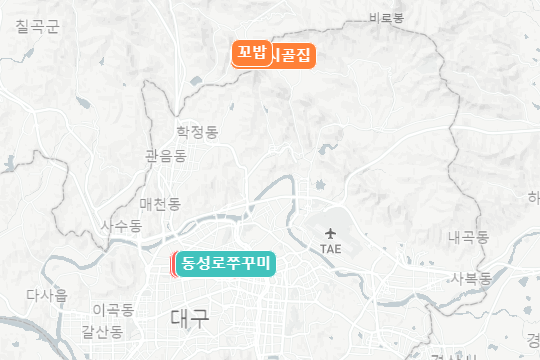 비로봉
칠곡군
꼬밥
시골집
학정동
관음동
매천동
사수동
TAE
내곡동
동성로쭈꾸미
사복동
다사읍
이곡동
대구
갈산동